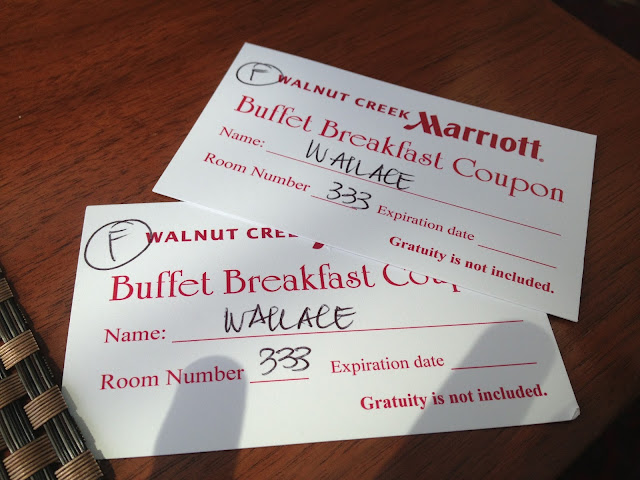 F WALNUT CREEK Marriott
Buffet Breakfast Coupon
Name: WALLACE
Room Number 333 Expiration date
Gratuity is not included.
F WALNUT CREE
Buffet Breakfast Coup
Name: WALLACE
Room Number 333 Expiration date
Gratuity is not included.